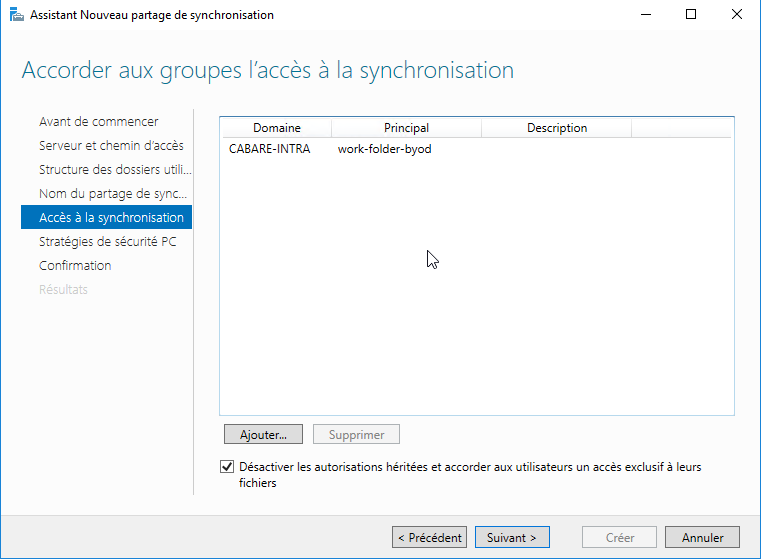 Assistant Nouveau partage de synchronisation
Accorder aux groupes l’accès à la synchronisation
Avant de commencer
Serveur et chemin d’accès
Structure des dossiers utili...
Nom du partage de sync...
Accès à la synchronisation
Stratégies de sécurité PC
Confirmation
Résultats
Domaine Principal Description
CABARE-INTRA work-folder-byod
Ajouter... Supprimer
Désactiver les autorisations héritées et accorder aux utilisateurs un accès exclusif à leurs
fichiers
< Précédent Suivant > Créer Annuler